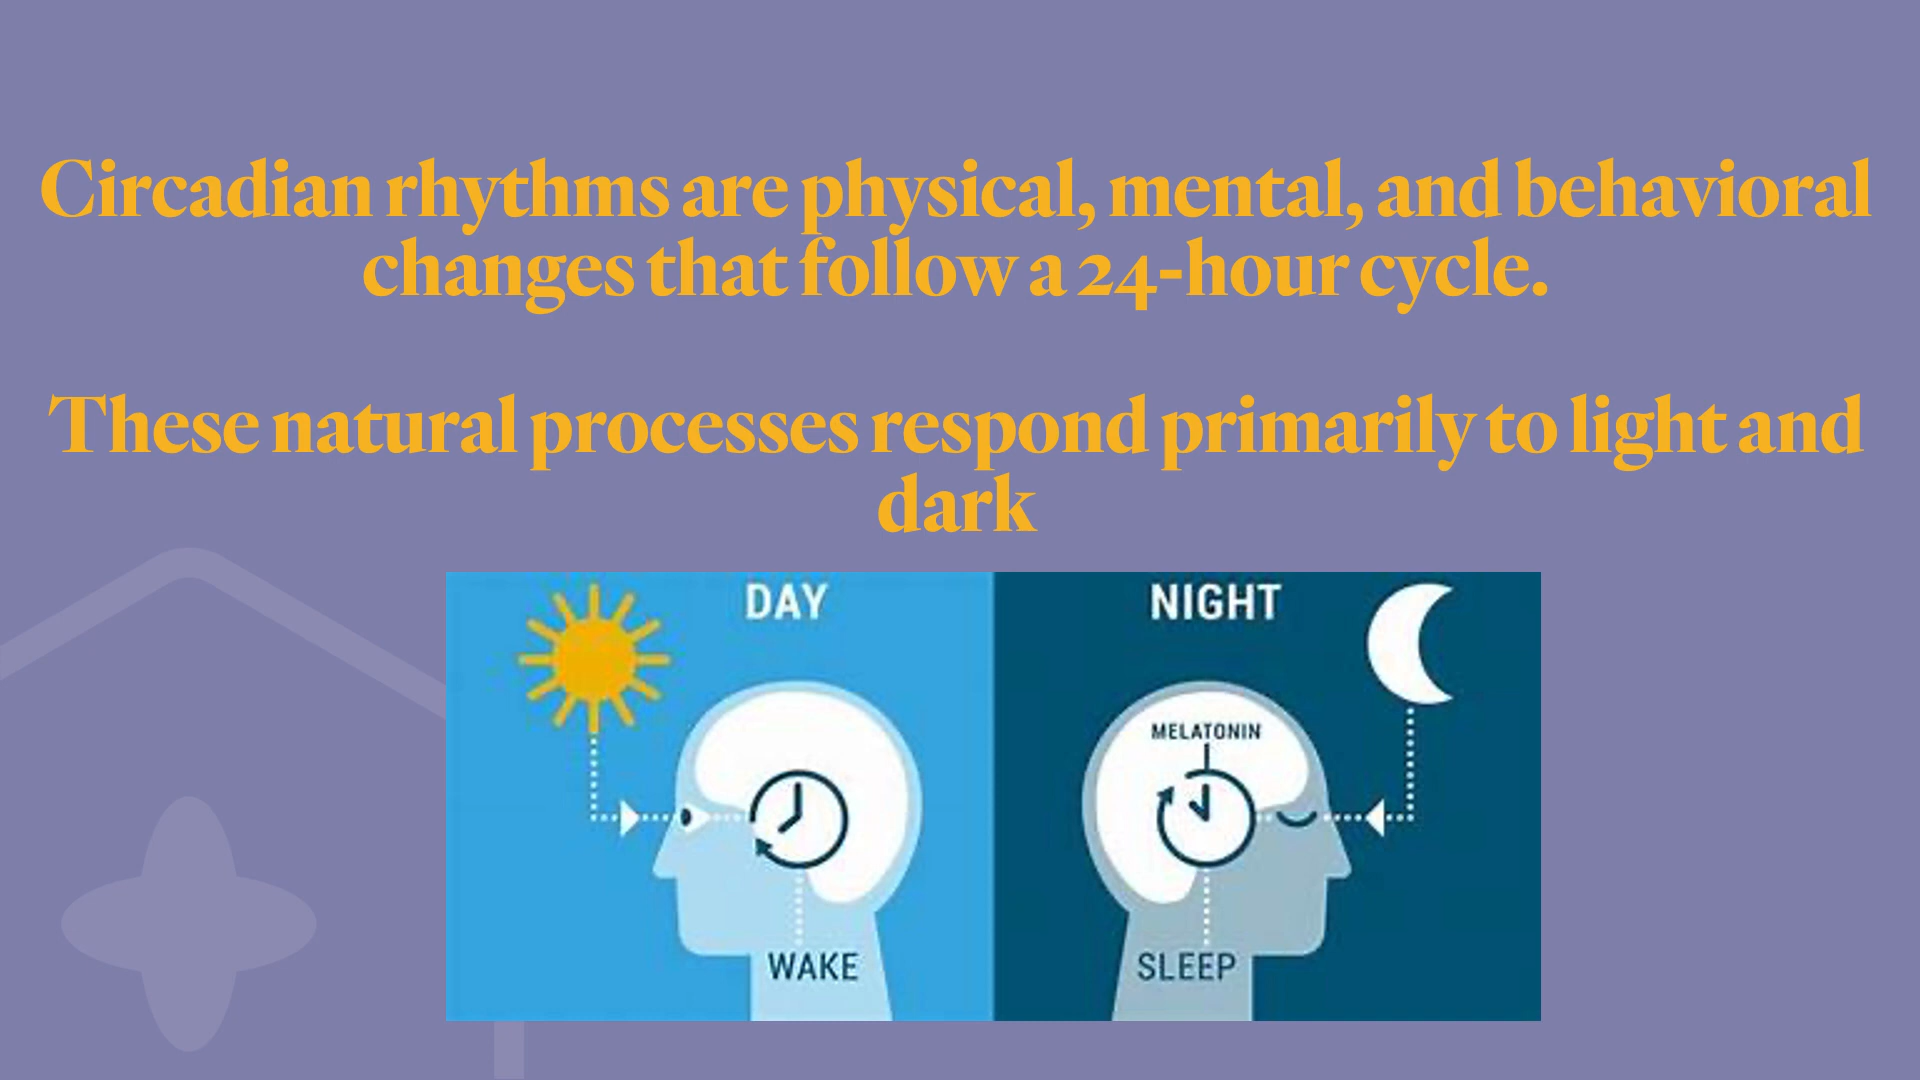 Circadian rhythms are physical, mental, and behavioral
changes that follow a 24-hour cycle.
These natural processes respond primarily to light and
dark
DAY
NIGHT
MELATONIN
WAKE
SLEEP